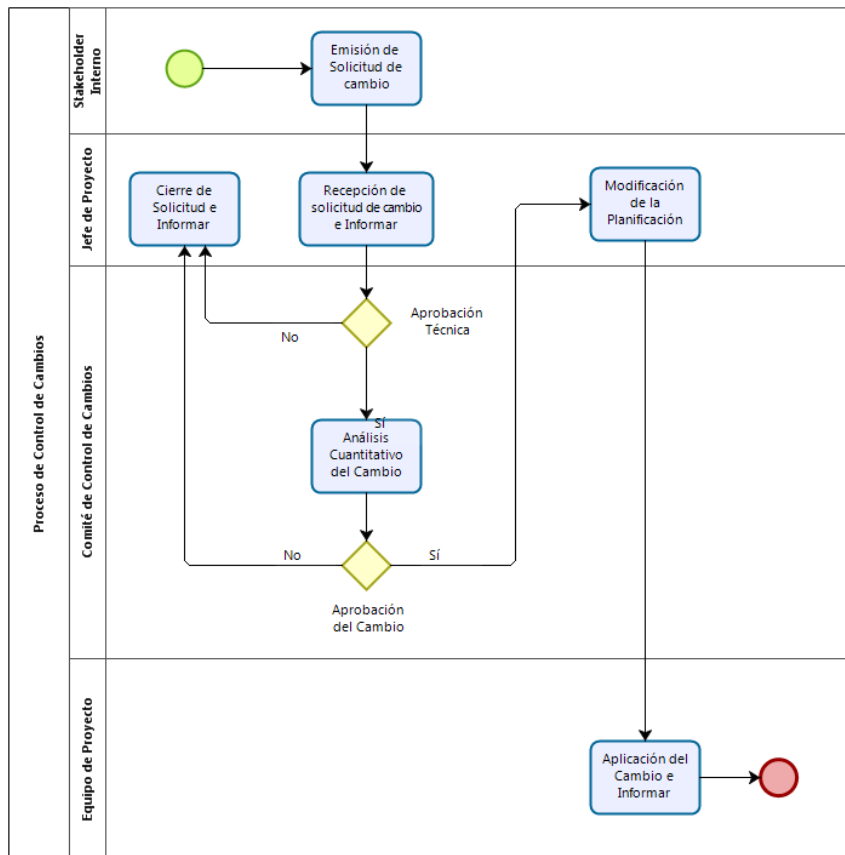 Proceso de Control de Cambios
Stakeholder
Interno
Emisión de
Solicitud de
cambio
Jefe de Proyecto
Cierre de
Solicitud e
Informar
Recepción de
solicitud de cambio
e Informar
Modificación
de la
Planificación
Comité de Control de Cambios
Aprobación
Técnica
No
Sí
Análisis
Cuantitativo
del Cambio
No
Sí
Aprobación
del Cambio
Equipo de Proyecto
Aplicación del
Cambio e
Informar